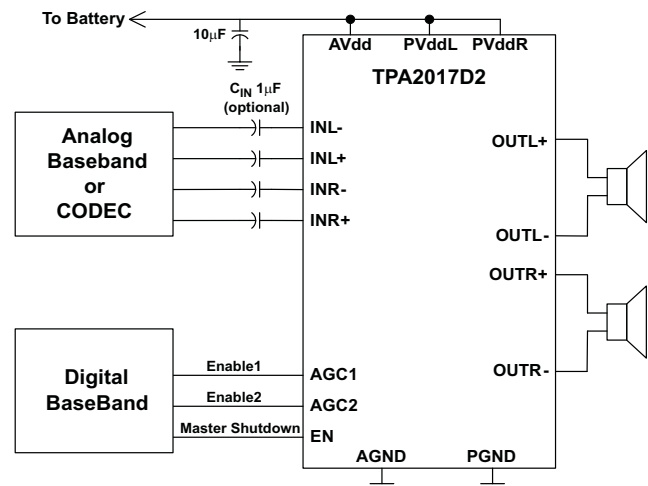 To Battery
10μF
AVdd PVddL PVddR
TPA2017D2
CIN 1μF
(optional)
Analog
Baseband
or
CODEC
INL-
INL+
INR-
INR+
OUTL+
OUTL-
OUTR+
OUTR-
Digital
BaseBand
Enable1
Enable2
Master Shutdown
AGC1
AGC2
EN
AGND PGND